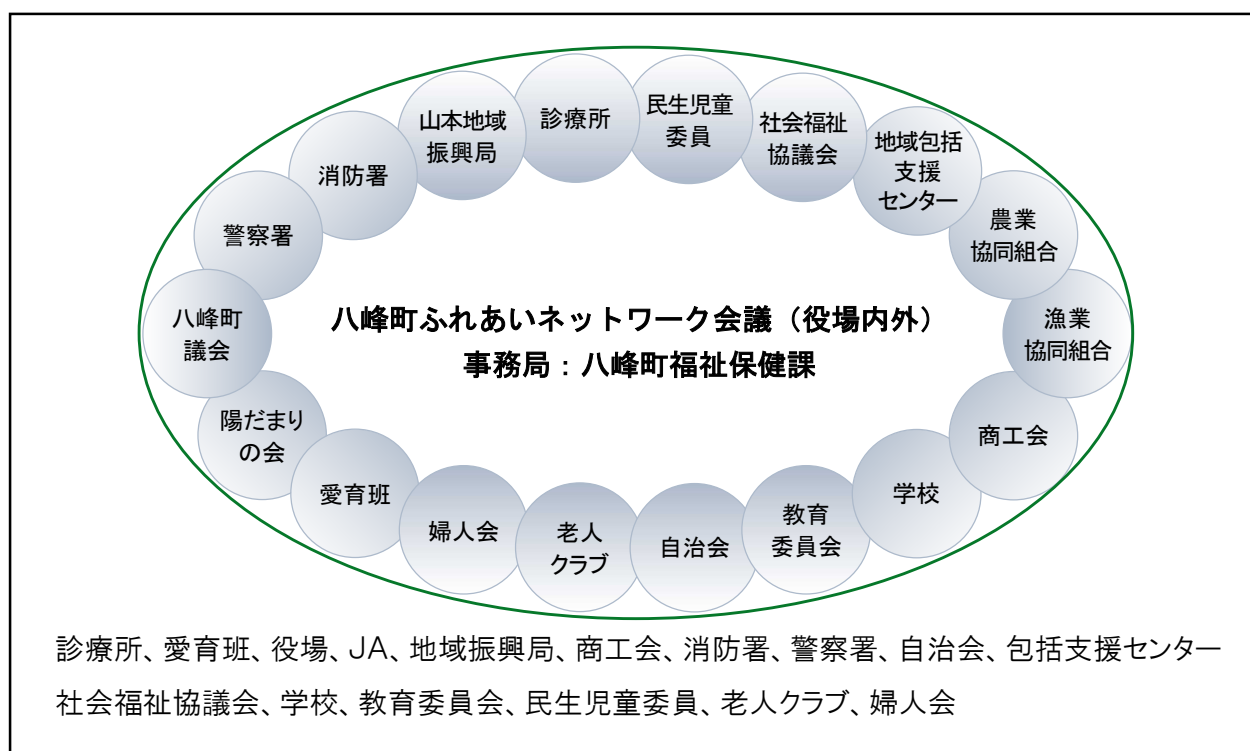 診療所
民生児童
委員
社会福祉
協議会
地域包括
支援
センター
農業
協同組合
漁業
協同組合
商工会
学校
教育
委員会
自治会
老人
クラブ
婦人会
愛育班
陽だまり
の会
八峰町
議会
警察署
消防署
山本地域
振興局
八峰町ふれあいネットワーク会議（役場内外）
事務局：八峰町福祉保健課
診療所、愛育班、役場、JA、地域振興局、商工会、消防署、警察署、自治会、包括支援センター
社会福祉協議会、学校、教育委員会、民生児童委員、老人クラブ、婦人会